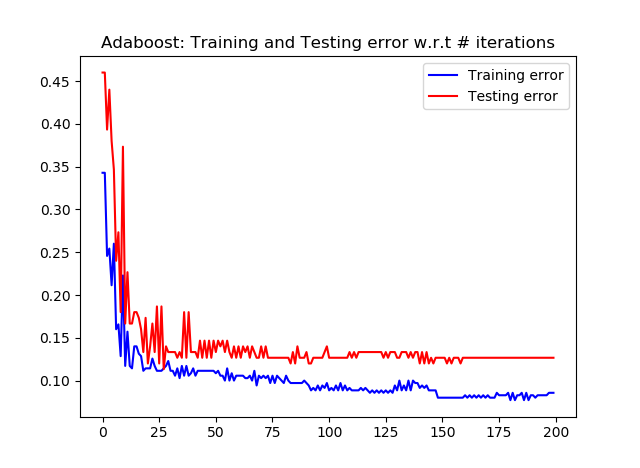 Adaboost: Training and Testing error w.r.t # iterations
Training error
Testing error
0.45
0.40
0.35
0.30
0.25
0.20
0.15
0.10
0 25 50 75 100 125 150 175 200